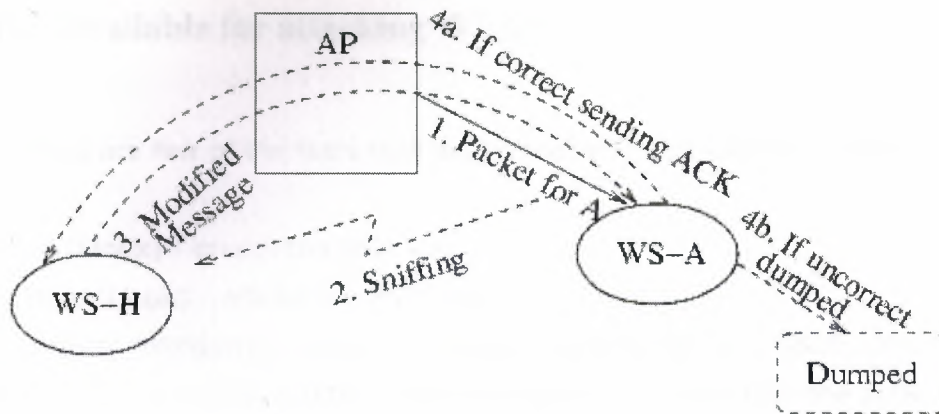 AP
4a. If correct sending ACK
1. Packet for A
3. Modified
Message
2. Sniffing
WS-H
WS-A
4b. If uncorrect
dumped
Dumped